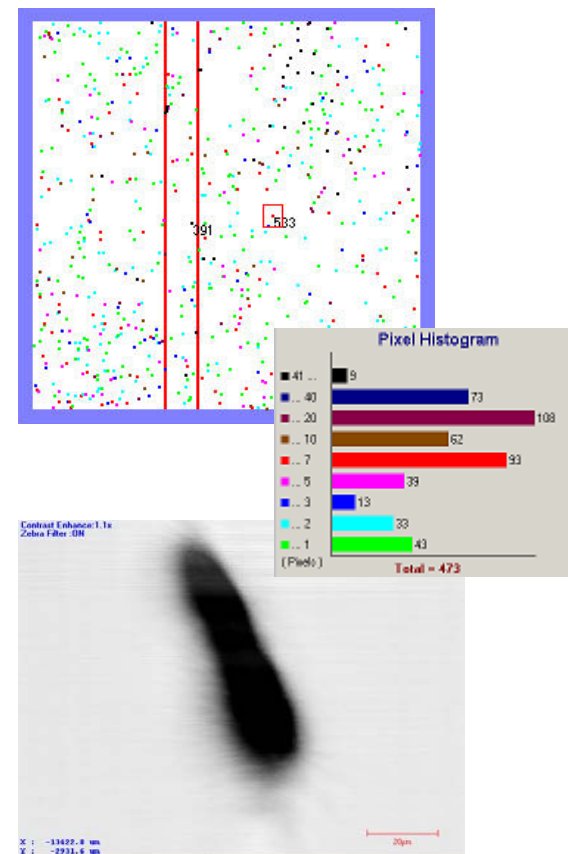 391
533
Pixel Histogram
41 ... 9
... 40 73
... 20 108
... 10 62
... 7 93
... 5 39
... 3 13
... 2 33
... 1 43
( Pixels ) Total = 473
Contrast Enhance:1.1x
Zebra Filter :ON
20µm
X : -13422.8 um
Y : -2931.6 um